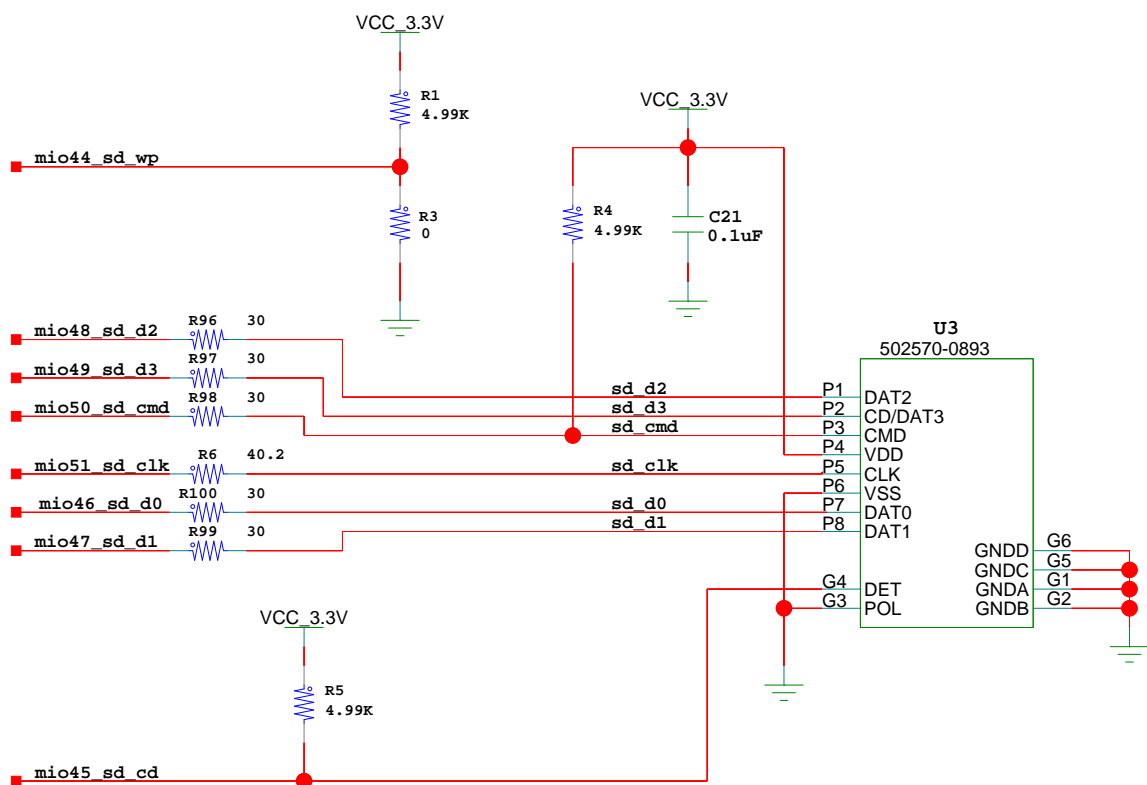 VCC_3.3V
R1
4.99K
mio44_sd_wp
R3
0
VCC_3.3V
R4
4.99K
C21
0.1uF
mio48_sd_d2
R96 30
mio49_sd_d3
R97 30
mio50_sd_cmd
R98 30
mio51_sd_clk
R6 40.2
mio46_sd_d0
R100 30
mio47_sd_d1
R99 30
sd_d2
sd_d3
sd_cmd
sd_clk
sd_d0
sd_d1
U3
502570-0893
P1 DAT2
P2 CD/DAT3
P3 CMD
P4 VDD
P5 CLK
P6 VSS
P7 DAT0
P8 DAT1
G4 DET
G3 POL
GNDD G6
GNDC G5
GNDA G1
GNDB G2
VCC_3.3V
R5
4.99K
mio45_sd_cd